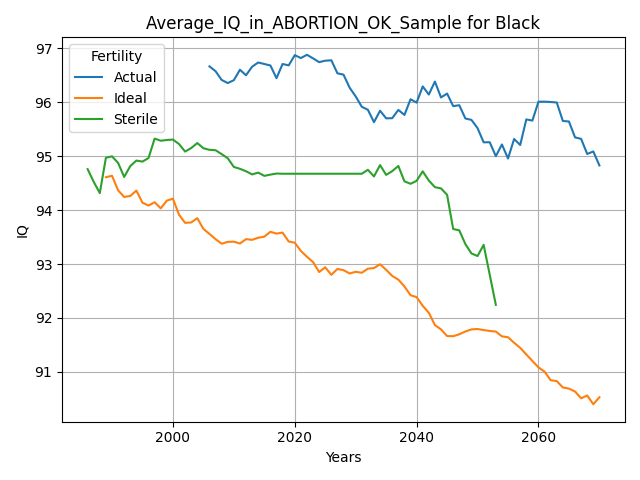 Average_IQ_in_ABORTION_OK_Sample for Black
Fertility
Actual
Ideal
Sterile
97
96
95
94
93
92
91
IQ
2000
2020
2040
2060
Years